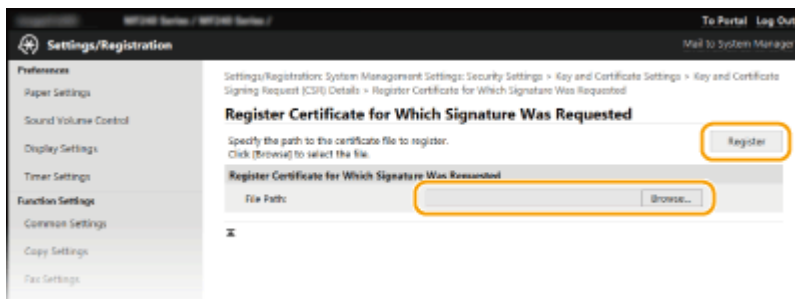 MF240 Series / MF240 Series /
To Portal Log Out
Settings/Registration
Mail to System Manager
Preferences
Paper Settings
Sound Volume Control
Display Settings
Timer Settings
Function Settings
Common Settings
Copy Settings
Fax Settings
Settings/Registration: System Management Settings: Security Settings > Key and Certificate Settings > Key and Certificate
Signing Request (CSR) Details > Register Certificate for Which Signature Was Requested
Register Certificate for Which Signature Was Requested
Specify the path to the certificate file to register.
Click [Browse] to select the file.
Register
Register Certificate for Which Signature Was Requested
File Path:
Browse...